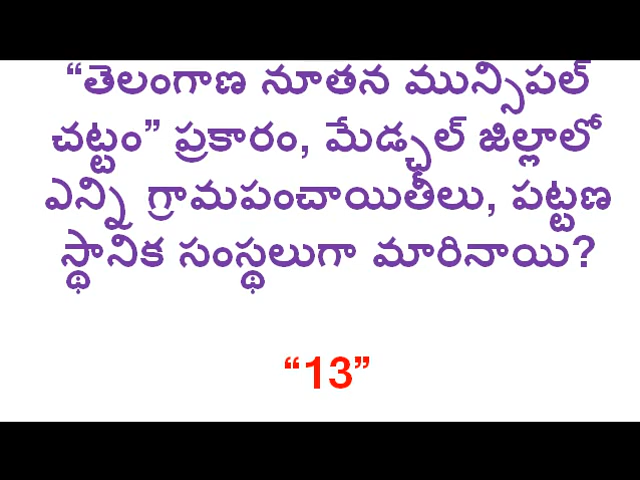 “తెలంగాణ నూతన మున్సిపల్
చట్టం” ప్రకారం, మేడ్చల్ జిల్లాలో
ఎన్ని గ్రామపంచాయితీలు, పట్టణ
స్థానిక సంస్థలుగా మారినాయి?
“13”